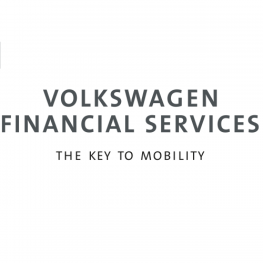 VOLKSWAGEN
FINANCIAL SERVICES
THE KEY TO MOBILITY